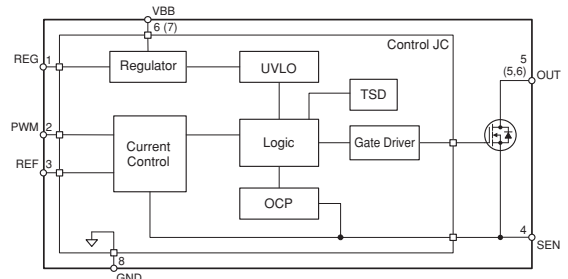 VBB
6 (7)
Control JC
REG 1
Regulator
UVLO
5
(5,6)
OUT
TSD
PWM 2
REF 3
Current
Control
Logic
Gate Driver
OCP
4
SEN
8
GND